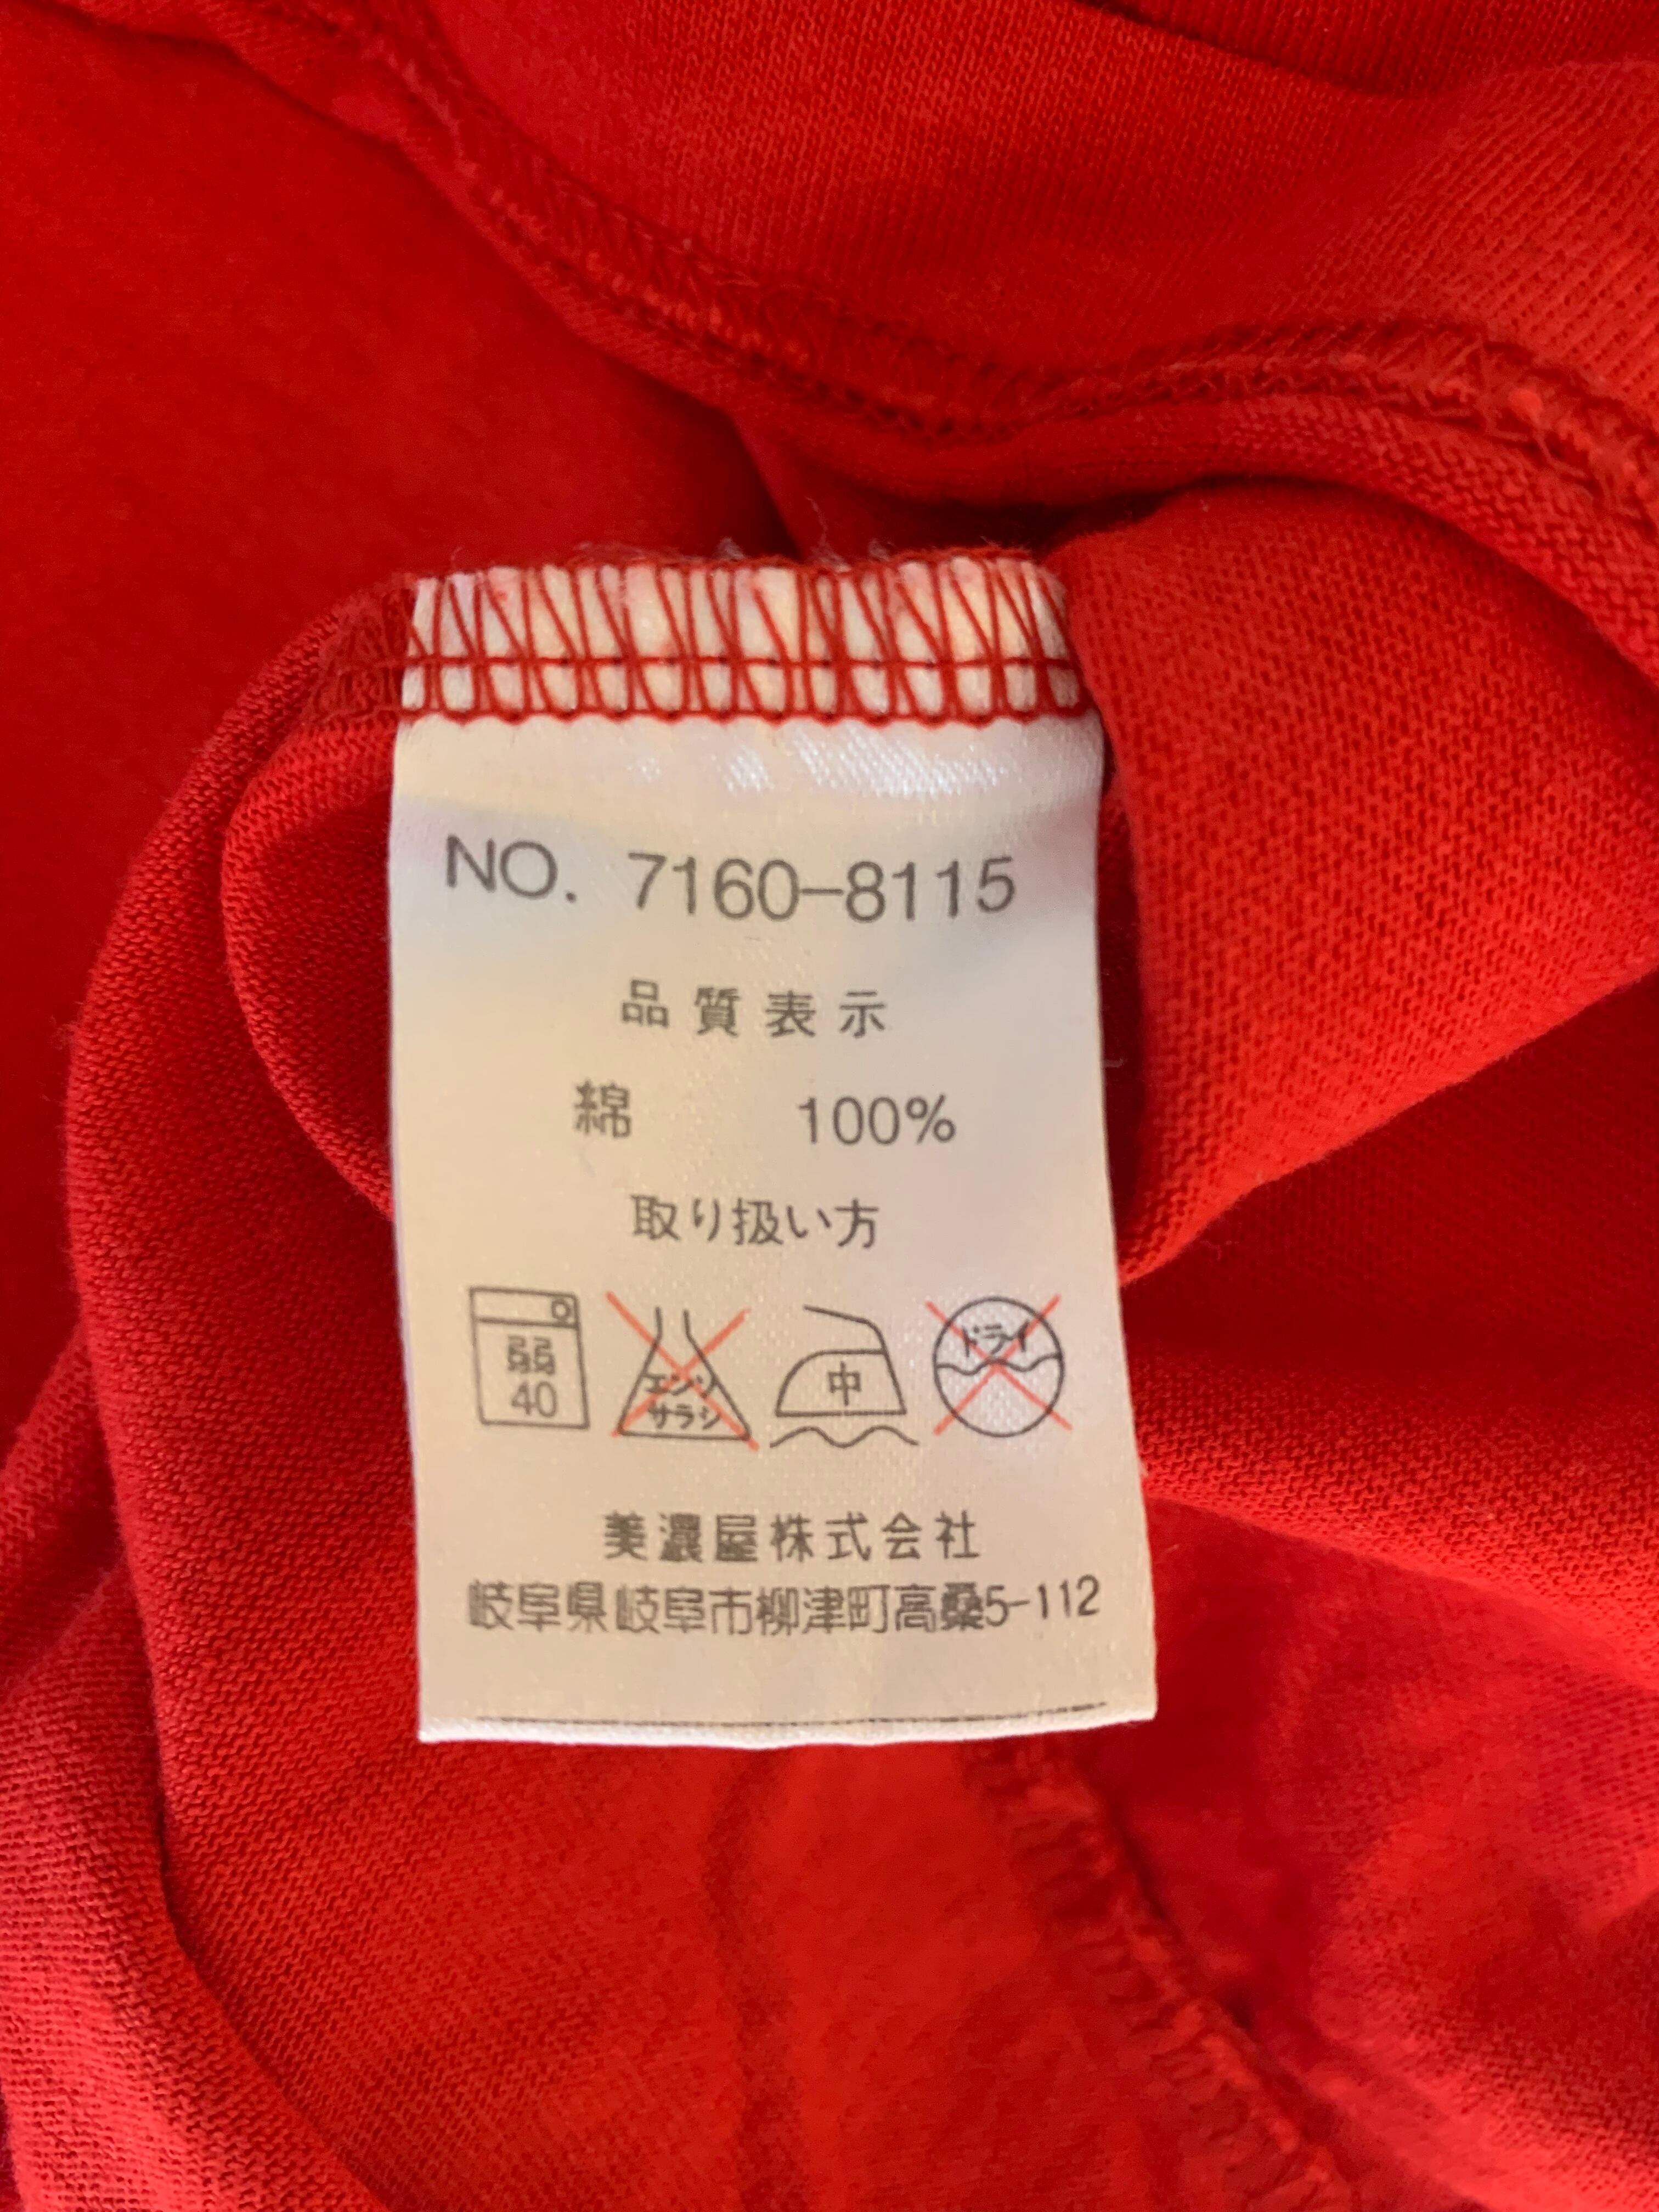 NO. 7160-8115
品質表示
綿 100%
取り扱い方
弱
40
エンソ
サラシ
中
ドライ
美濃屋株式会社
岐阜県岐阜市柳津町高桑5-112